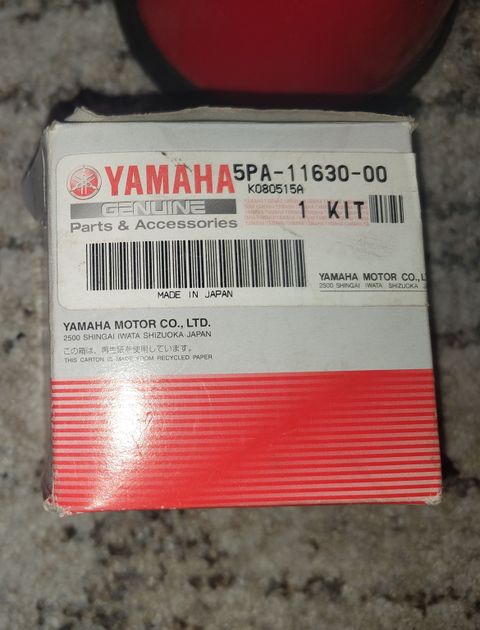 YAMAHA 5PA-11630-00
K080515A
GENUINE
Parts & Accessories
1 KIT
YAMAHA MOTOR CO., L
2500 SHINGAI IWATA SHIZUOKA JAPAN
MADE IN JAPAN
YAMAHA MOTOR CO., LTD.
2500 SHINGAI IWATA SHIZUOKA JAPAN
この箱は、再生紙を使用しています。
THIS CARTON IS MADE FROM RECYCLED PAPER